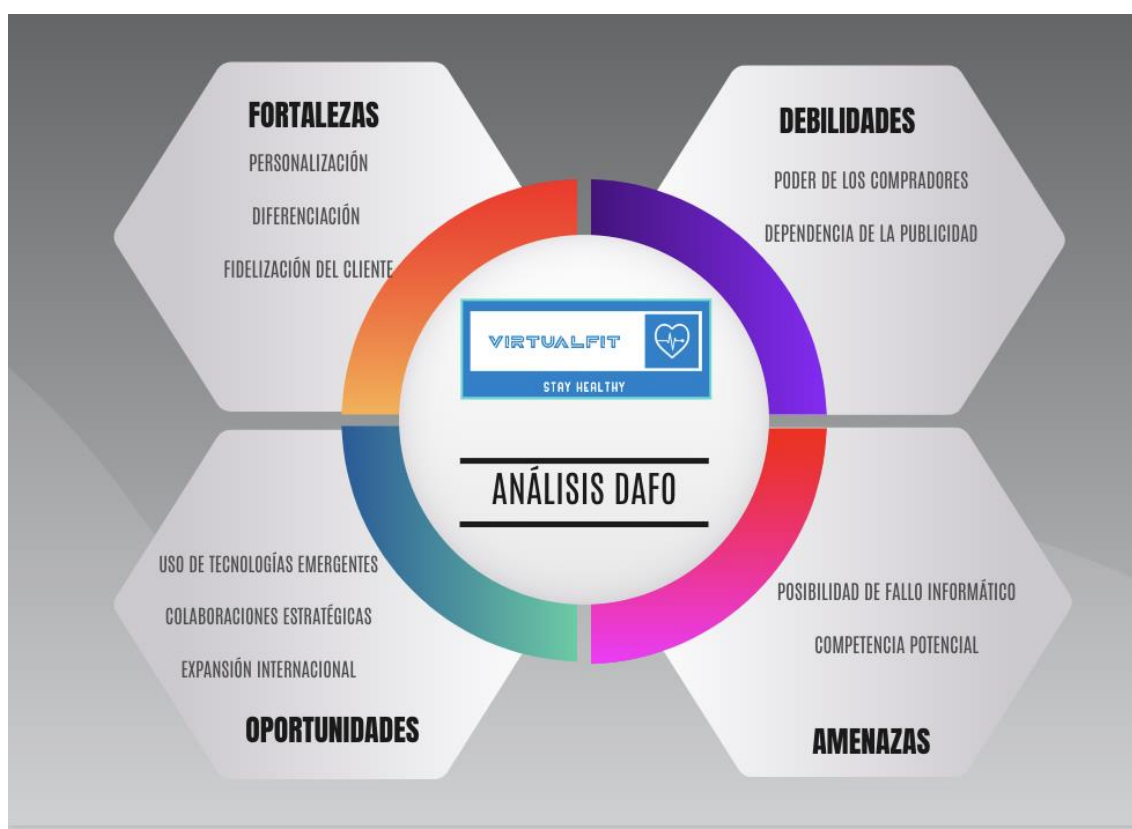 FORTALEZAS
PERSONALIZACIÓN
DIFERENCIACIÓN
FIDELIZACIÓN DEL CLIENTE
DEBILIDADES
PODER DE LOS COMPRADORES
DEPENDENCIA DE LA PUBLICIDAD
VIRTUALFIT
STAY HEALTHY
ANÁLISIS DAFO
USO DE TECNOLOGÍAS EMERGENTES
COLABORACIONES ESTRATÉGICAS
EXPANSIÓN INTERNACIONAL
OPORTUNIDADES
POSIBILIDAD DE FALLO INFORMÁTICO
COMPETENCIA POTENCIAL
AMENAZAS